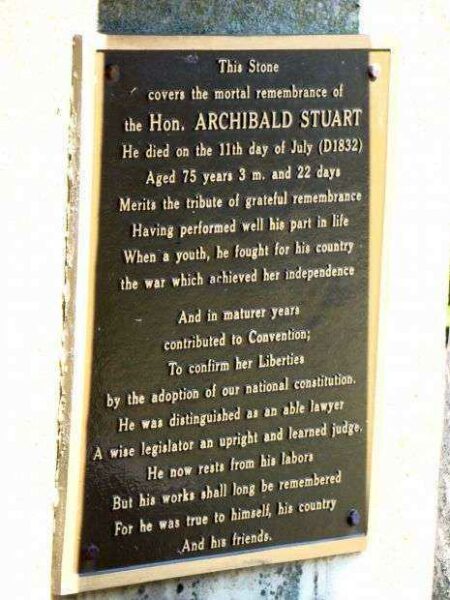 This Stone
covers the mortal remembrance of
the Hon. ARCHIBALD STUART
He died on the 11th day of July (D1832)
Aged 75 years 3 m. and 22 days
Merits the tribute of grateful remembrance
Having performed well his part in life
When a youth, he fought for his country
the war which achieved her independence
And in maturer years
contributed to Convention;
To confirm her Liberties
by the adoption of our national constitution.
He was distinguished as an able lawyer
A wise legislator an upright and learned judge.
He now rests from his labors
But his works shall long be remembered
For he was true to himself, his country
And his friends.